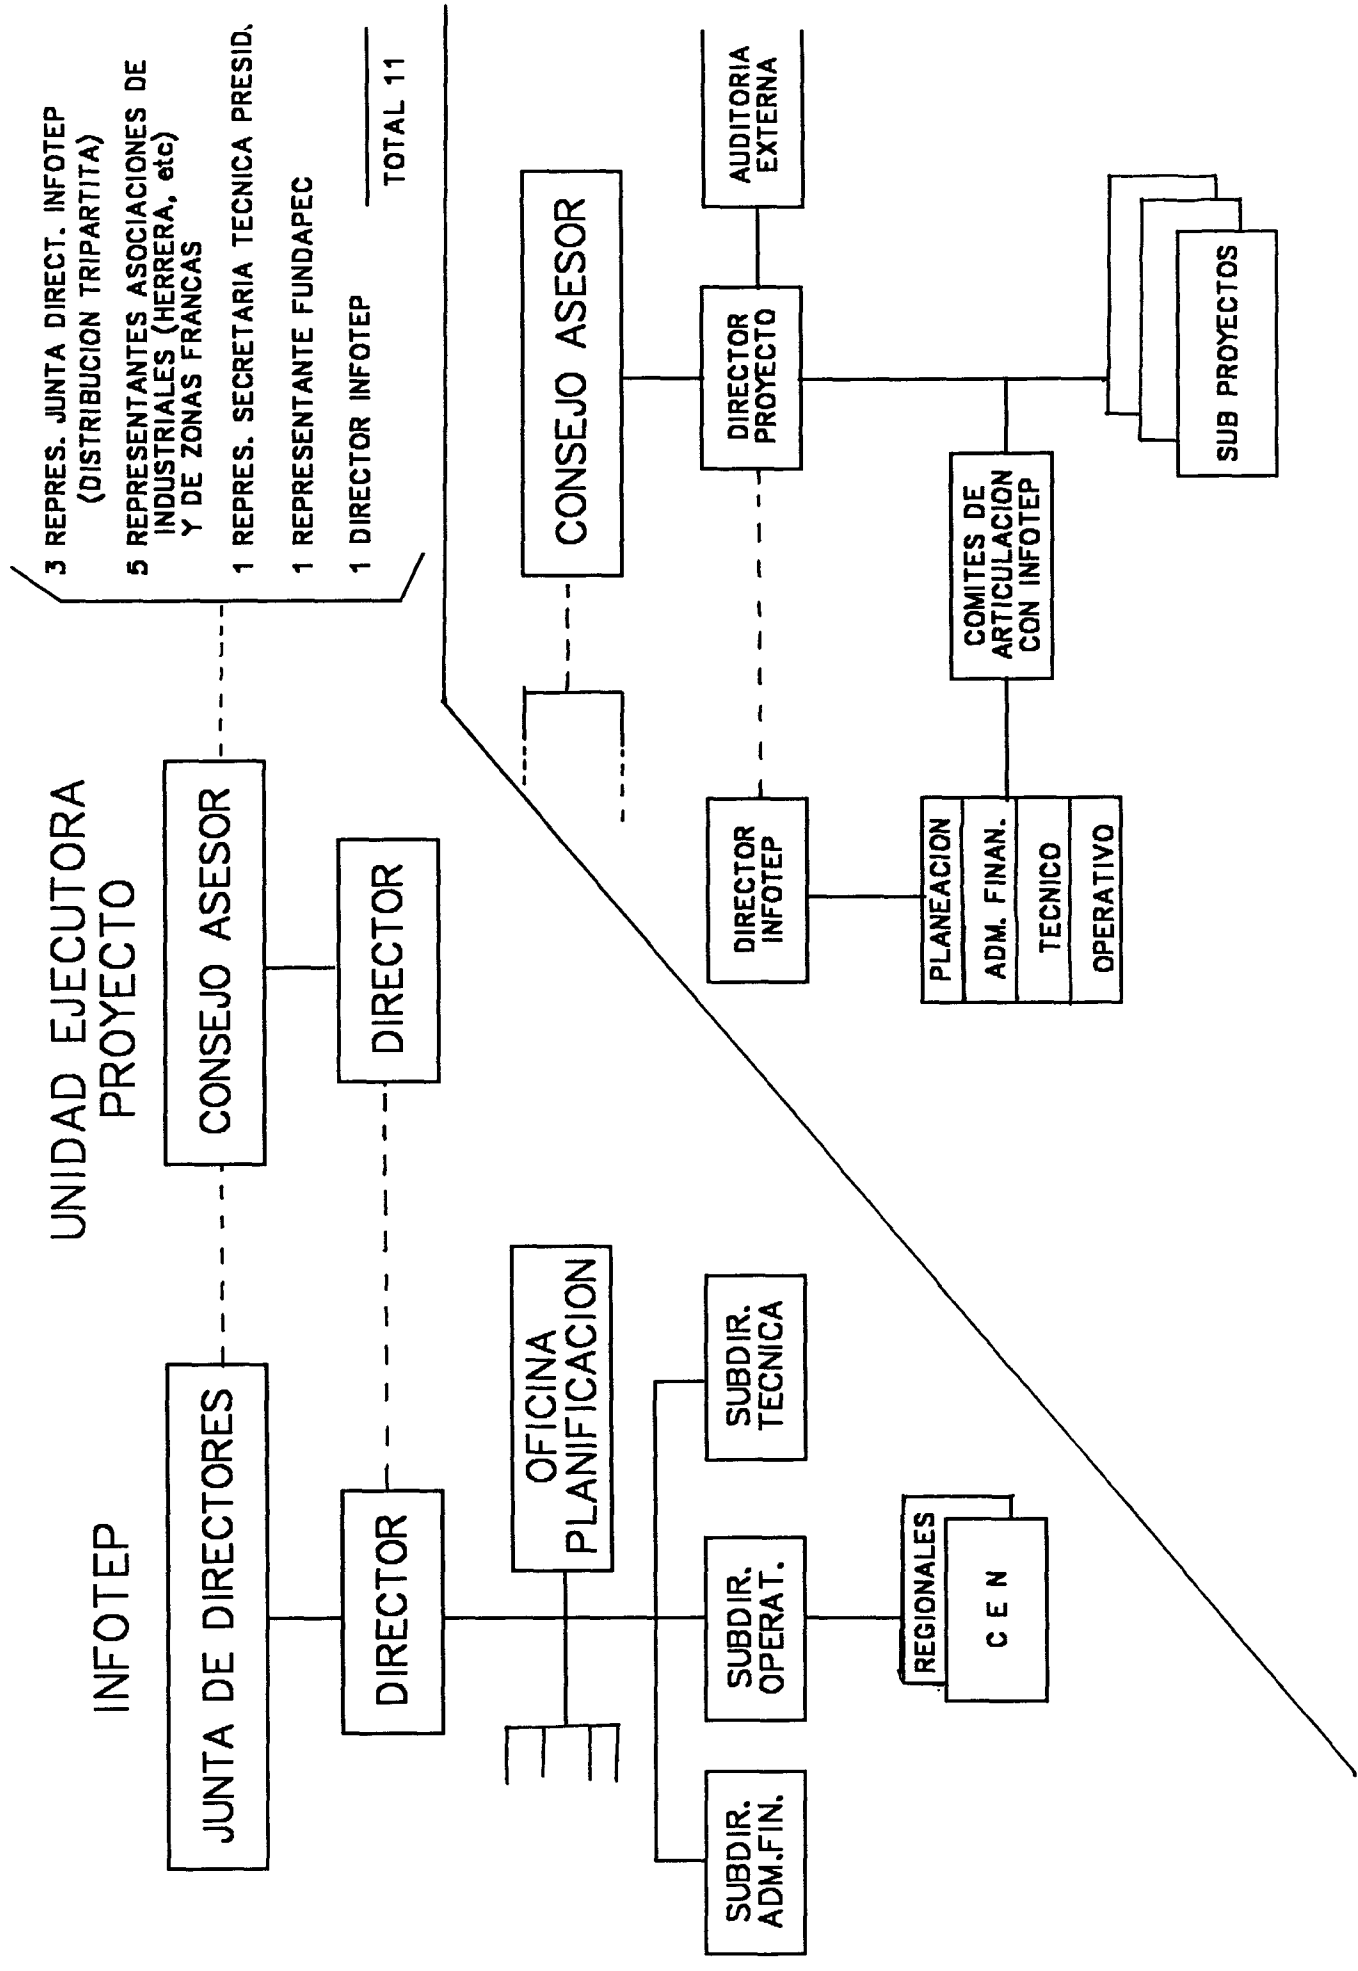 INFOTEP
UNIDAD EJECUTORA
PROYECTO
JUNTA DE DIRECTORES
CONSEJO ASESOR
3 REPRES. JUNTA DIRECT. INFOTEP
(DISTRIBUCION TRIPARTITA)
5 REPRESENTANTES ASOCIACIONES DE
INDUSTRIALES (HERRERA, etc)
Y DE ZONAS FRANCAS
1 REPRES. SECRETARIA TECNICA PRESID.
1 REPRESENTANTE FUNDAPEC
1 DIRECTOR INFOTEP
TOTAL 11
DIRECTOR
DIRECTOR
OFICINA
PLANIFICACION
SUBDIR.
ADM.FIN.
SUBDIR.
OPERAT.
SUBDIR.
TECNICA
REGIONALES
C E N
CONSEJO ASESOR
DIRECTOR
INFOTEP
DIRECTOR
PROYECTO
AUDITORIA
EXTERNA
PLANEACION
ADM. FINAN.
TECNICO
OPERATIVO
COMITES DE
ARTICULACION
CON INFOTEP
SUB PROYECTOS